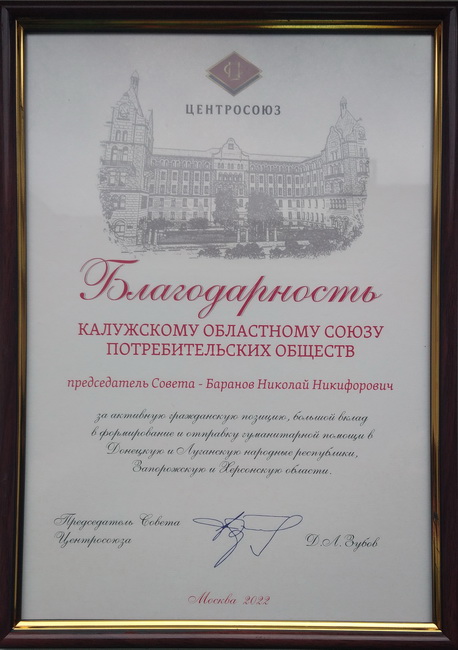 ЦЕНТРОСОЮЗ
Благодарность
КАЛУЖСКОМУ ОБЛАСТНОМУ СОЮЗУ
ПОТРЕБИТЕЛЬСКИХ ОБЩЕСТВ
председатель Совета - Баранов Николай Никифорович
за активную гражданскую позицию, большой вклад
в формирование и отправку гуманитарной помощи в
Донецкую и Луганскую народные республики,
Запорожскую и Херсонскую области.
Председатель Совета
Центросоюза
Д.Л.Зубов
Москва 2022